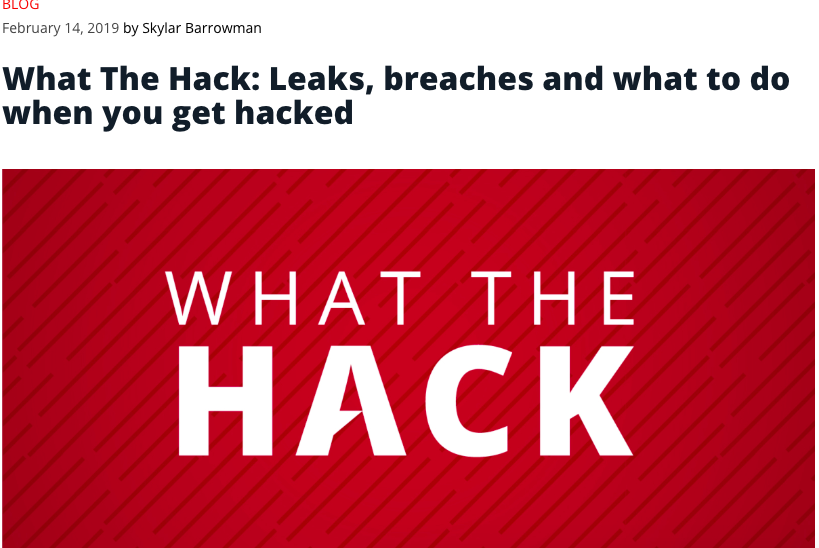 BLOG
February 14, 2019 by Skylar Barrowman
What The Hack: Leaks, breaches and what to do
when you get hacked
WHAT THE
HACK